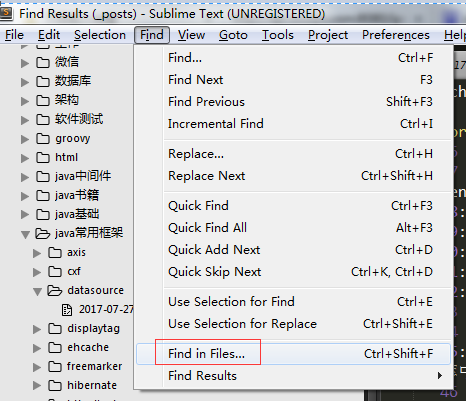 Find Results (_posts) - Sublime Text (UNREGISTERED)
File Edit Selection Find View Goto Tools Project Preferences Help
微信
数据库
架构
软件测试
groovy
html
java中间件
java书籍
java基础
java常用框架
axis
cxf
datasource
2017-07-27
displaytag
ehcache
freemarker
hibernate
Find... Ctrl+F
Find Next F3
Find Previous Shift+F3
Incremental Find Ctrl+I
Replace... Ctrl+H
Replace Next Ctrl+Shift+H
Quick Find Ctrl+F3
Quick Find All Alt+F3
Quick Add Next Ctrl+D
Quick Skip Next Ctrl+K, Ctrl+D
Use Selection for Find Ctrl+E
Use Selection for Replace Ctrl+Shift+E
Find in Files... Ctrl+Shift+F
Find Results
46